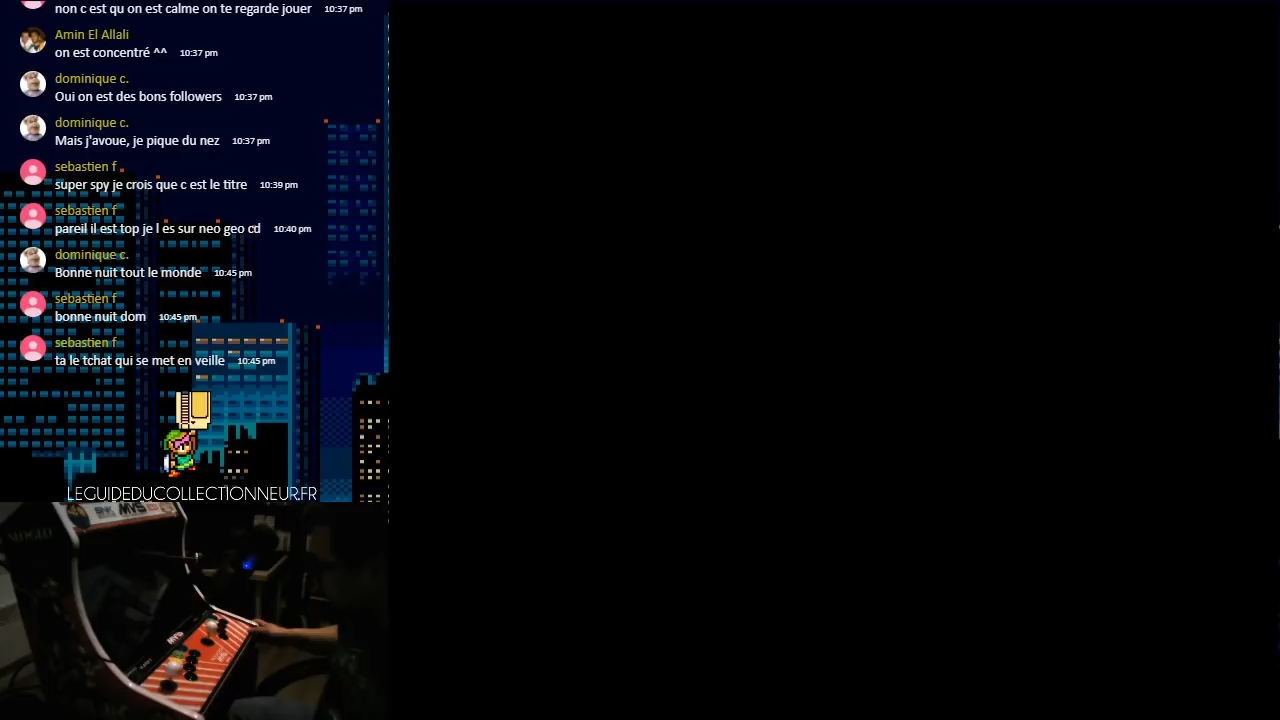 non c est qu on est calme on te regarde jouer 10:37 pm
Amin El Allali
on est concentré ^^ 10:37 pm
dominique c.
Oui on est des bons followers 10:37 pm
dominique c.
Mais j'avoue, je pique du nez 10:37 pm
sebastien f
super spy je crois que c est le titre 10:39 pm
sebastien f
pareil il est top je l es sur neo geo cd 10:40 pm
dominique c.
Bonne nuit tout le monde 10:45 pm
sebastien f
bonne nuit dom 10:45 pm
sebastien f
ta le tchat qui se met en veille 10:45 pm
LEGUIDEDUCOLLECTIONNEUR.FR
SNK MVS
MVS